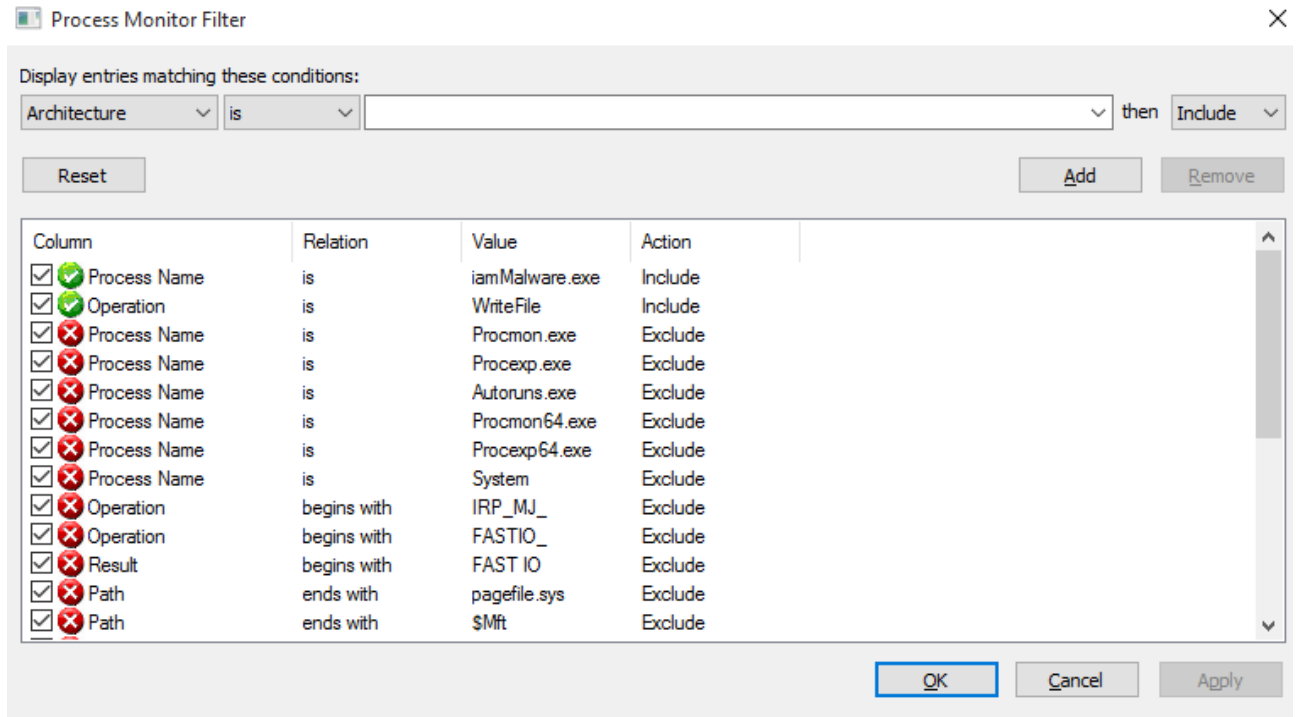 Process Monitor Filter
Display entries matching these conditions:
Architecture is then Include
Reset Add Remove
Column Relation Value Action
Process Name is iamMalware.exe Include
Operation is WriteFile Include
Process Name is Procmon.exe Exclude
Process Name is Procexp.exe Exclude
Process Name is Autoruns.exe Exclude
Process Name is Procmon64.exe Exclude
Process Name is Procexp64.exe Exclude
Process Name is System Exclude
Operation begins with IRP_MJ_ Exclude
Operation begins with FASTIO_ Exclude
Result begins with FAST IO Exclude
Path ends with pagefile.sys Exclude
Path ends with $Mft Exclude
OK Cancel Apply